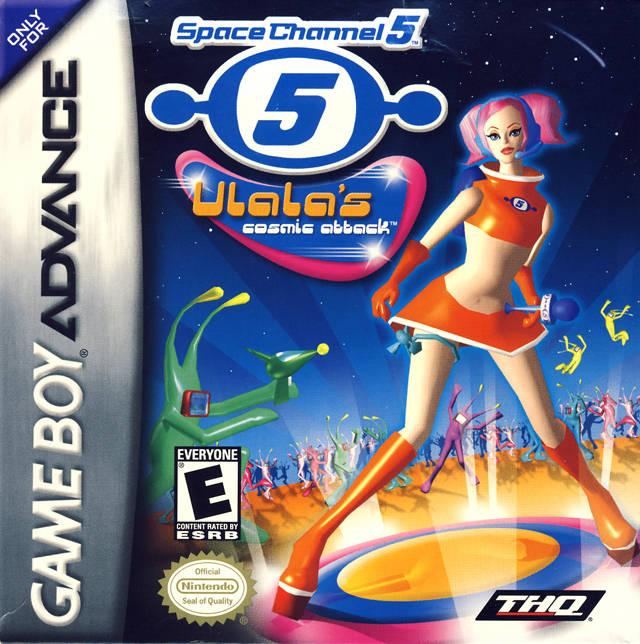 ONLY
FOR
GAME BOY ADVANCE®
Space Channel 5™
5
Ulala's
cosmic attack™
5
EVERYONE
E
®
CONTENT RATED BY
ESRB
Official
Nintendo
Seal of Quality
THQ